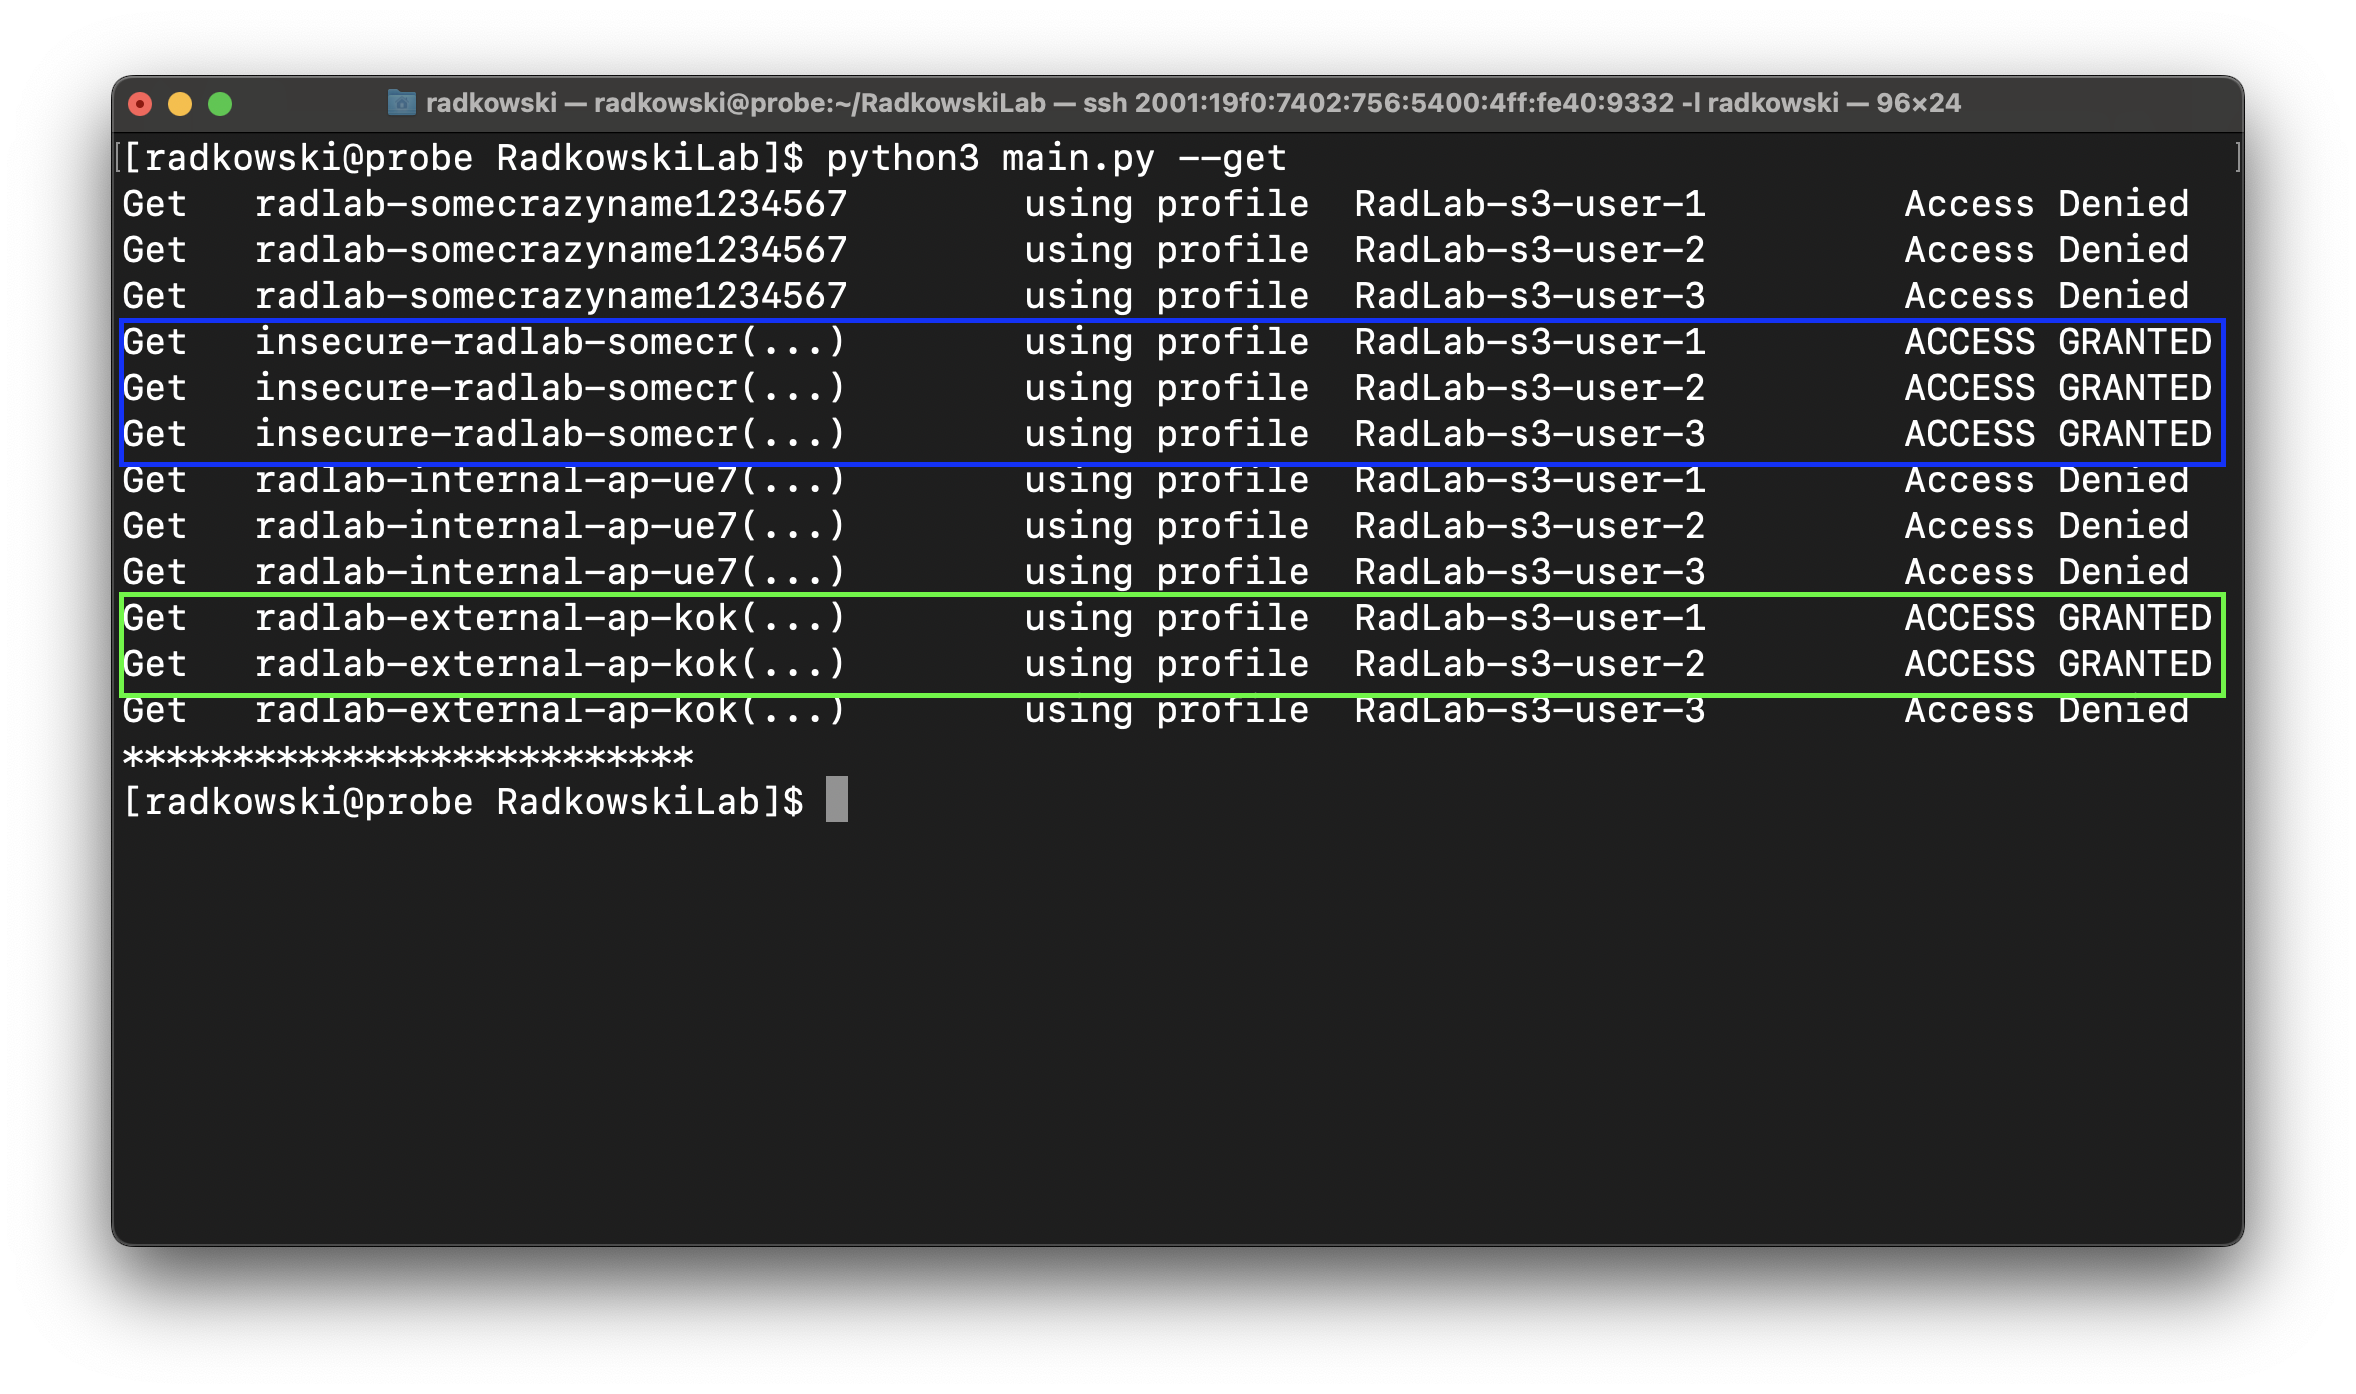 radkowski — radkowski@probe:~/RadkowskiLab — ssh 2001:19f0:7402:756:5400:4ff:fe40:9332 -l radkowski — 96×24
[radkowski@probe RadkowskiLab]$ python3 main.py --get
Get radlab-somecrazyname1234567 using profile RadLab-s3-user-1 Access Denied
Get radlab-somecrazyname1234567 using profile RadLab-s3-user-2 Access Denied
Get radlab-somecrazyname1234567 using profile RadLab-s3-user-3 Access Denied
Get insecure-radlab-somecr(...) using profile RadLab-s3-user-1 ACCESS GRANTED
Get insecure-radlab-somecr(...) using profile RadLab-s3-user-2 ACCESS GRANTED
Get insecure-radlab-somecr(...) using profile RadLab-s3-user-3 ACCESS GRANTED
Get radlab-internal-ap-ue7(...) using profile RadLab-s3-user-1 Access Denied
Get radlab-internal-ap-ue7(...) using profile RadLab-s3-user-2 Access Denied
Get radlab-internal-ap-ue7(...) using profile RadLab-s3-user-3 Access Denied
Get radlab-external-ap-kok(...) using profile RadLab-s3-user-1 ACCESS GRANTED
Get radlab-external-ap-kok(...) using profile RadLab-s3-user-2 ACCESS GRANTED
Get radlab-external-ap-kok(...) using profile RadLab-s3-user-3 Access Denied
**************************
[radkowski@probe RadkowskiLab]$